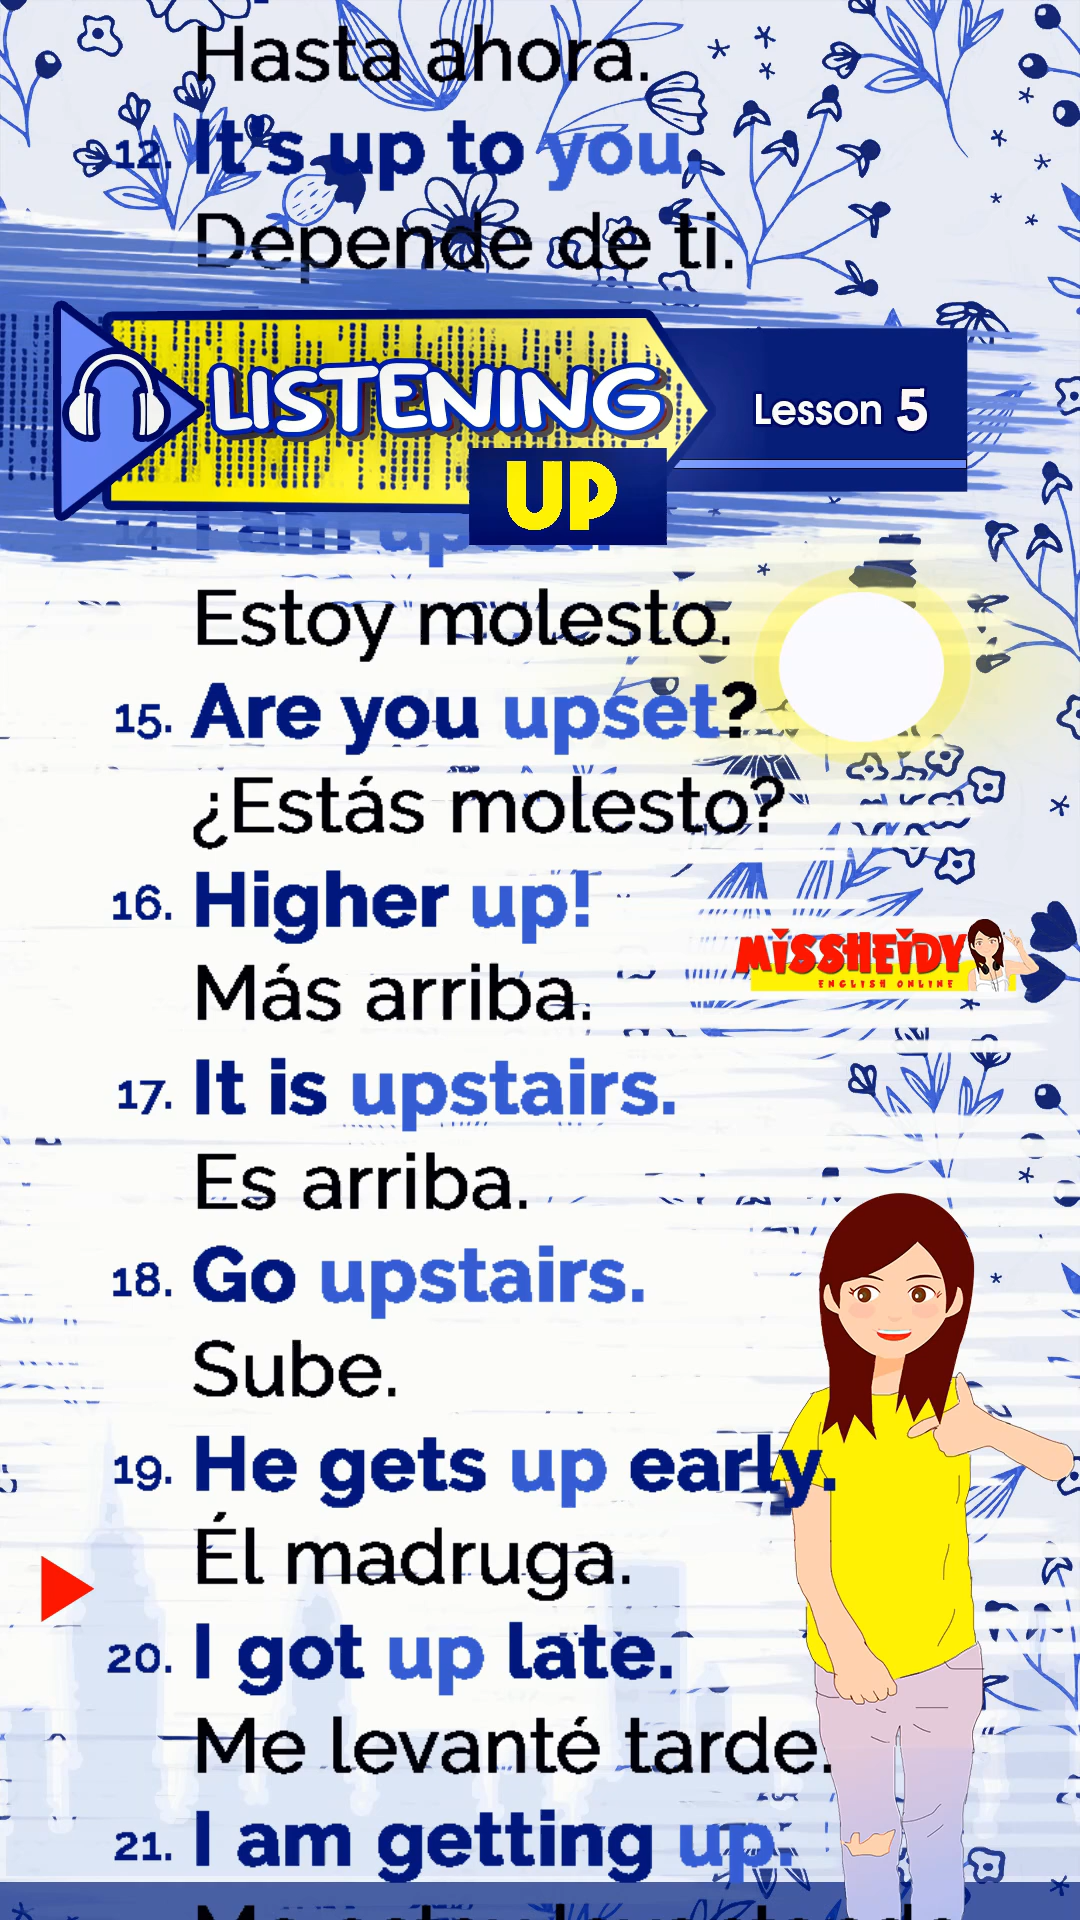 Hasta ahora.
12. It's up to you.
Depende de ti.
LISTENING
Lesson 5
UP
14. I am upset.
Estoy molesto.
15. Are you upset?
¿Estás molesto?
16. Higher up!
Más arriba.
MISSHEIDY
ENGLISH ONLINE
17. It is upstairs.
Es arriba.
18. Go upstairs.
Sube.
19. He gets up early.
Él madruga.
20. I got up late.
Me levanté tarde.
21. I am getting up.